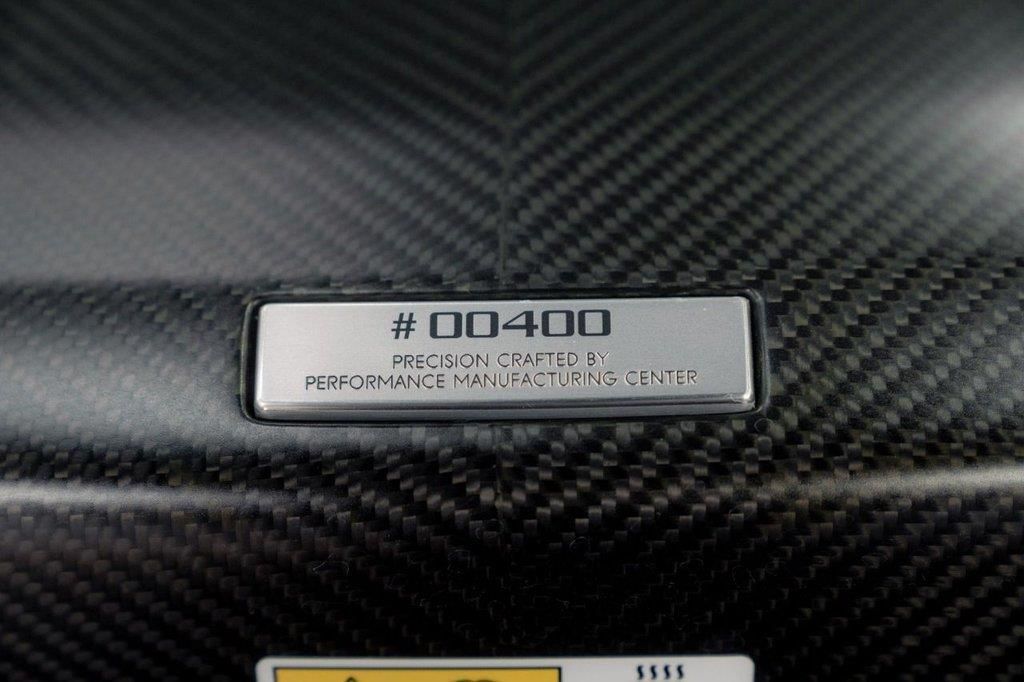 # 00400
PRECISION CRAFTED BY
PERFORMANCE MANUFACTURING CENTER